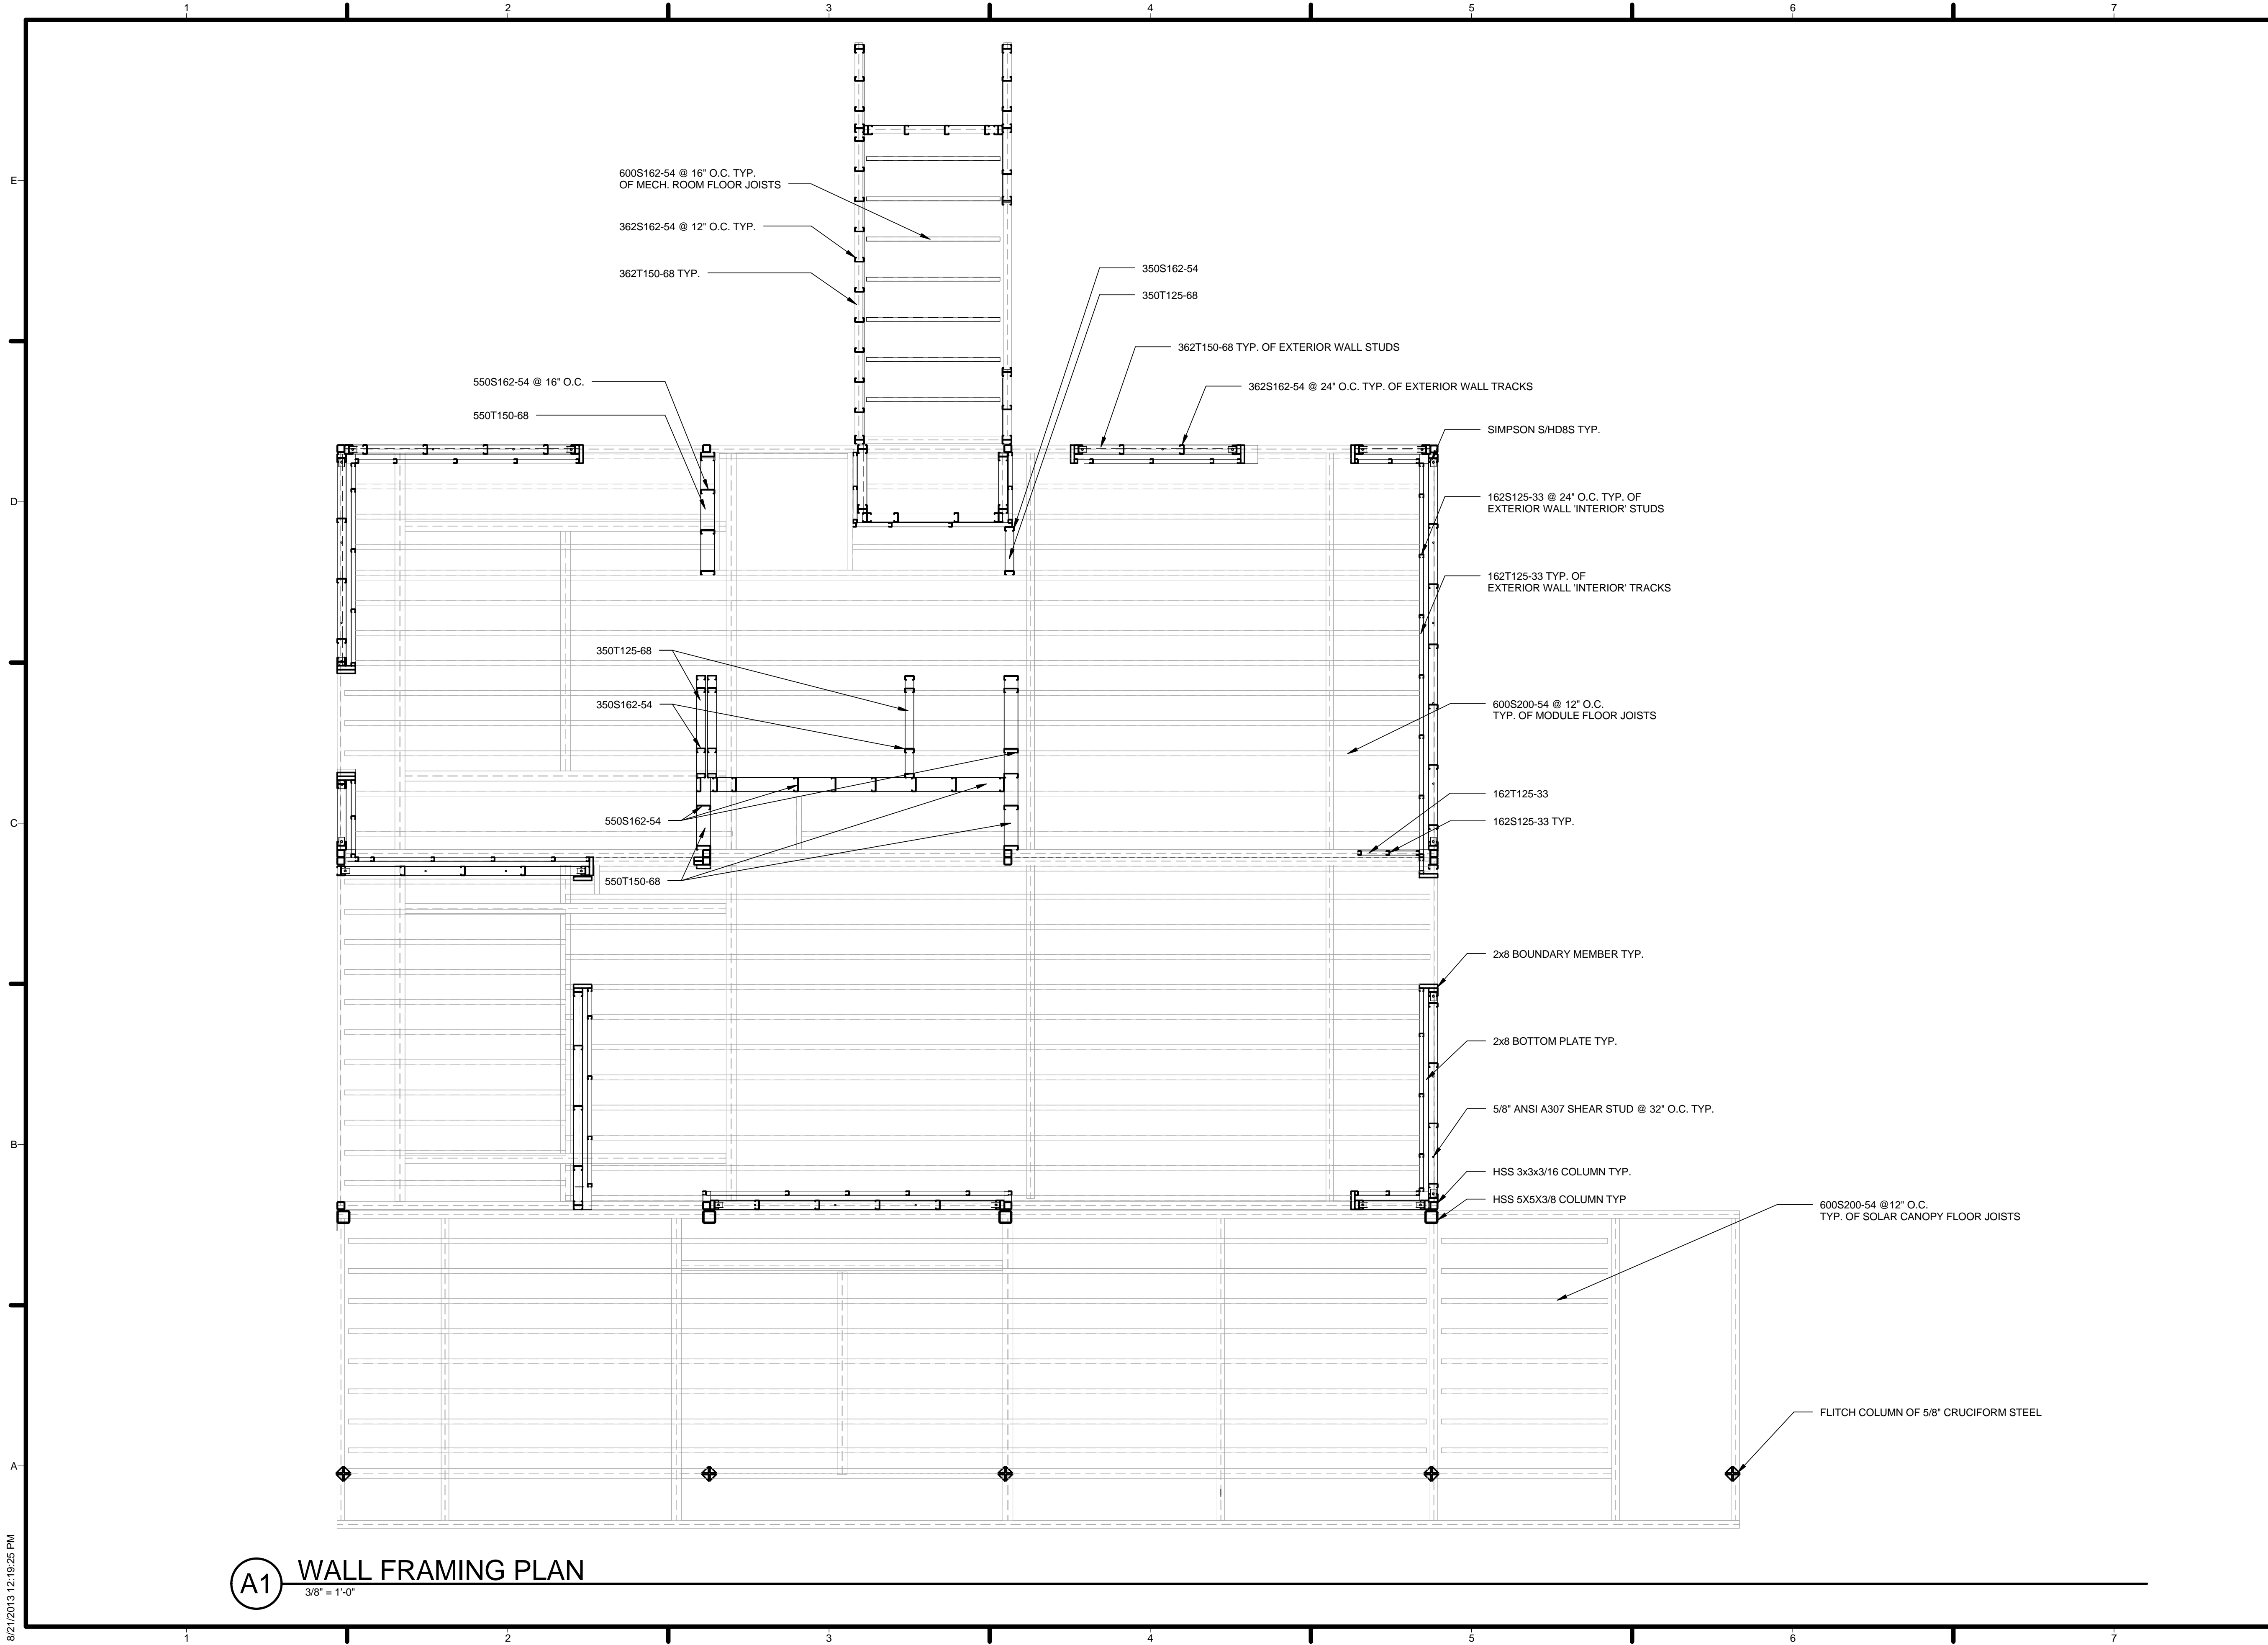 1 2 3 4 5 6 7
E
D
C
B
A
600S162-54 @ 16" O.C. TYP.
OF MECH. ROOM FLOOR JOISTS
362S162-54 @ 12" O.C. TYP.
362T150-68 TYP.
350S162-54
350T125-68
362T150-68 TYP. OF EXTERIOR WALL STUDS
362S162-54 @ 24" O.C. TYP. OF EXTERIOR WALL TRACKS
550S162-54 @ 16" O.C.
550T150-68
SIMPSON S/HD8S TYP.
162S125-33 @ 24" O.C. TYP. OF
EXTERIOR WALL 'INTERIOR' STUDS
162T125-33 TYP. OF
EXTERIOR WALL 'INTERIOR' TRACKS
350T125-68
350S162-54
600S200-54 @ 12" O.C.
TYP. OF MODULE FLOOR JOISTS
162T125-33
162S125-33 TYP.
550S162-54
550T150-68
2x8 BOUNDARY MEMBER TYP.
2x8 BOTTOM PLATE TYP.
5/8" ANSI A307 SHEAR STUD @ 32" O.C. TYP.
HSS 3x3x3/16 COLUMN TYP.
HSS 5X5X3/8 COLUMN TYP
600S200-54 @12" O.C.
TYP. OF SOLAR CANOPY FLOOR JOISTS
FLITCH COLUMN OF 5/8" CRUCIFORM STEEL
A1
WALL FRAMING PLAN
3/8" = 1'-0"
8/21/2013 12:19:25 PM
1 2 3 4 5 6 7